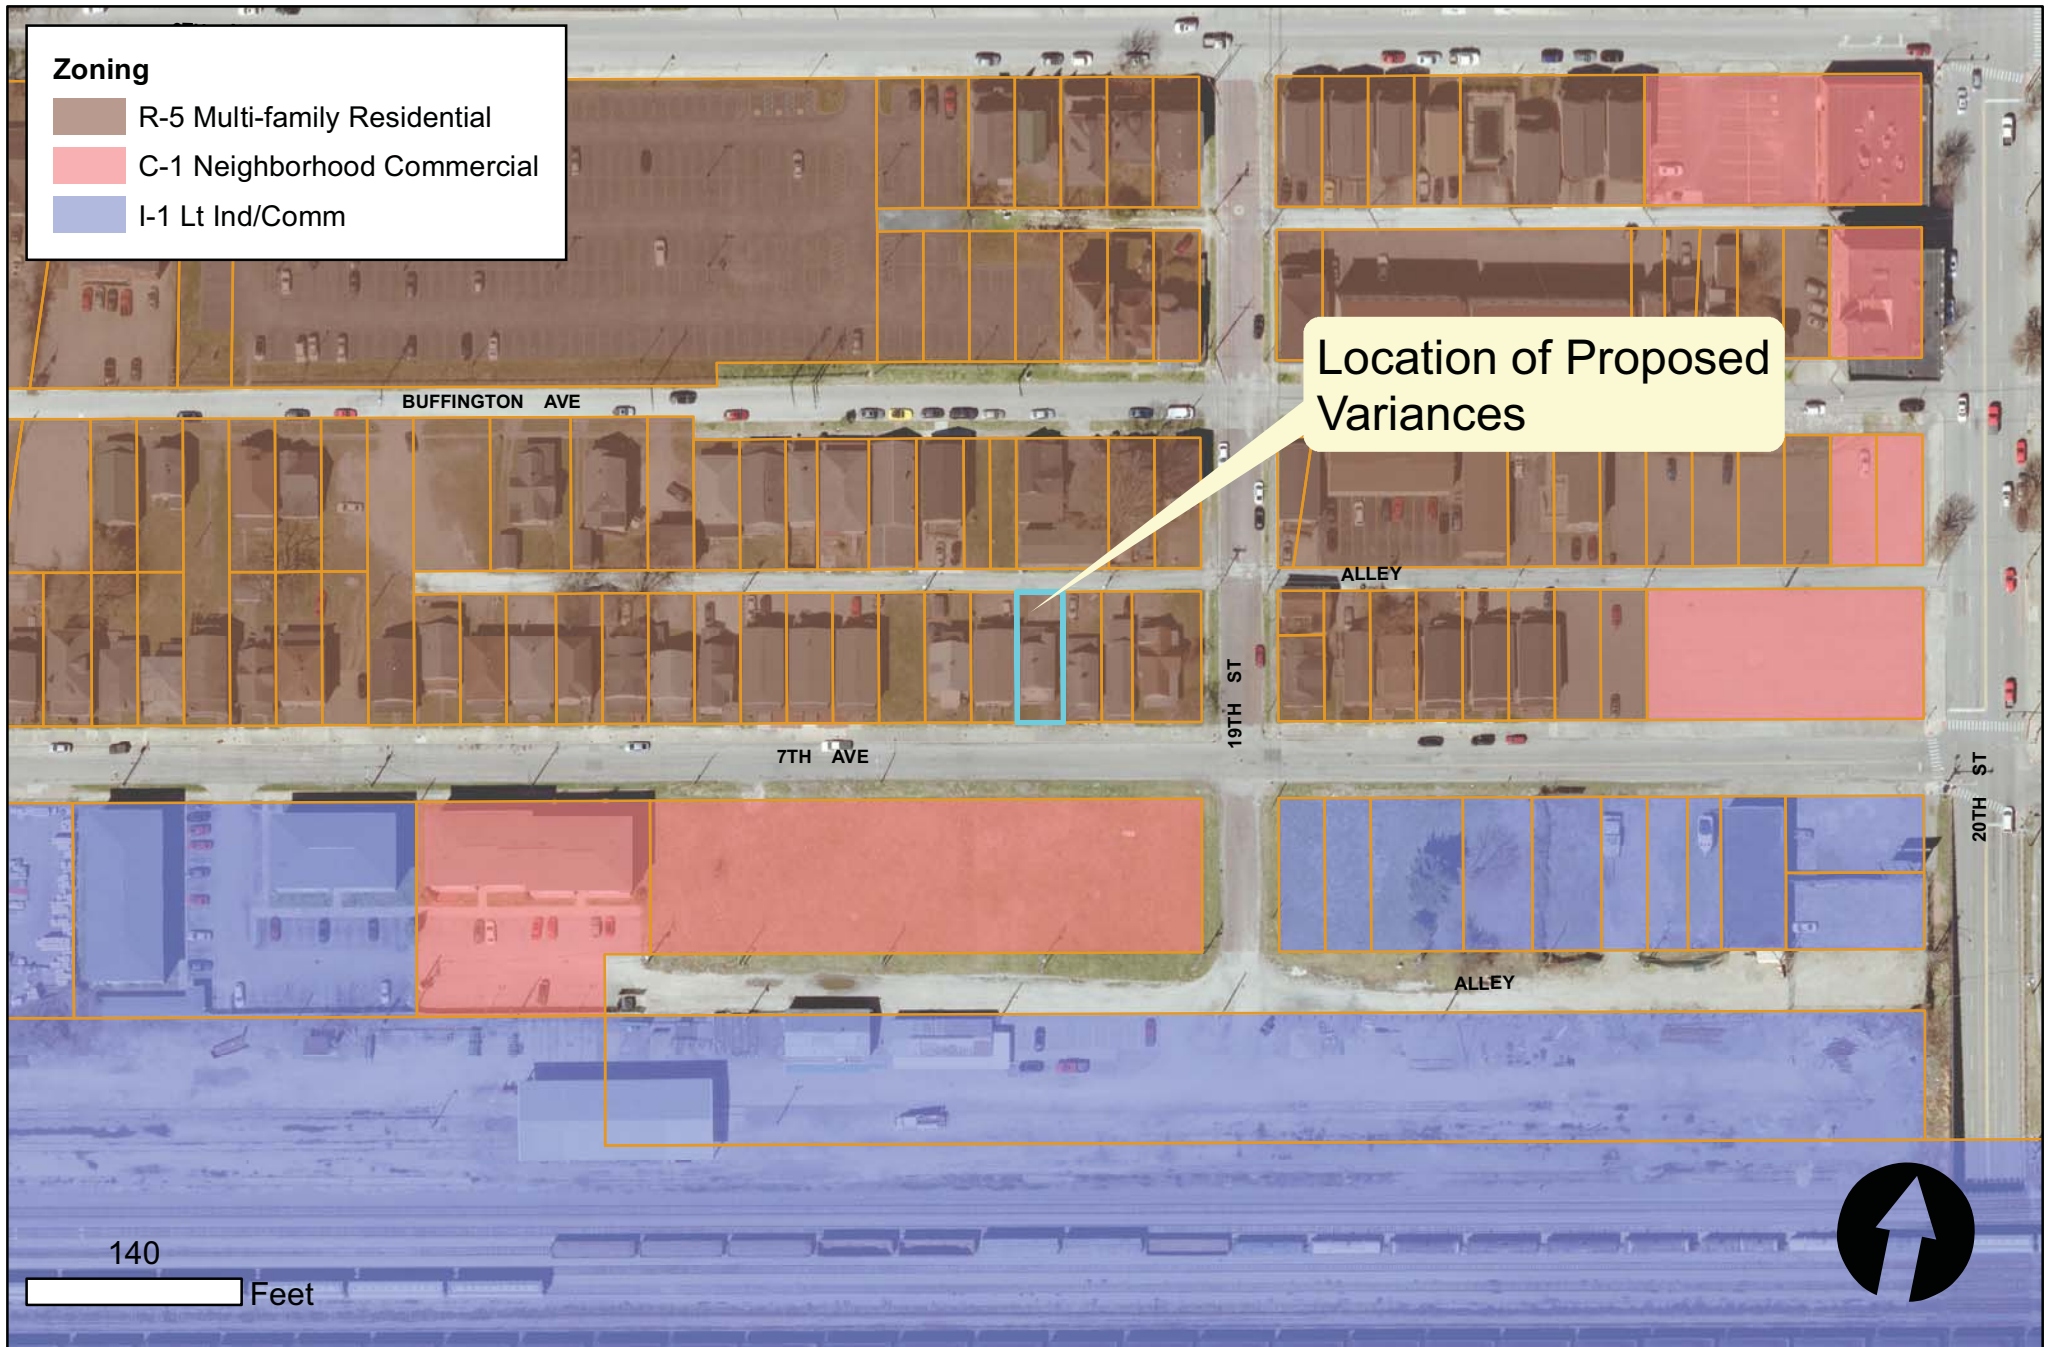 Zoning
R-5 Multi-family Residential
C-1 Neighborhood Commercial
I-1 Lt Ind/Comm
Location of Proposed
Variances
BUFFINGTON AVE
ALLEY
19TH ST
7TH AVE
20TH ST
ALLEY
140
Feet